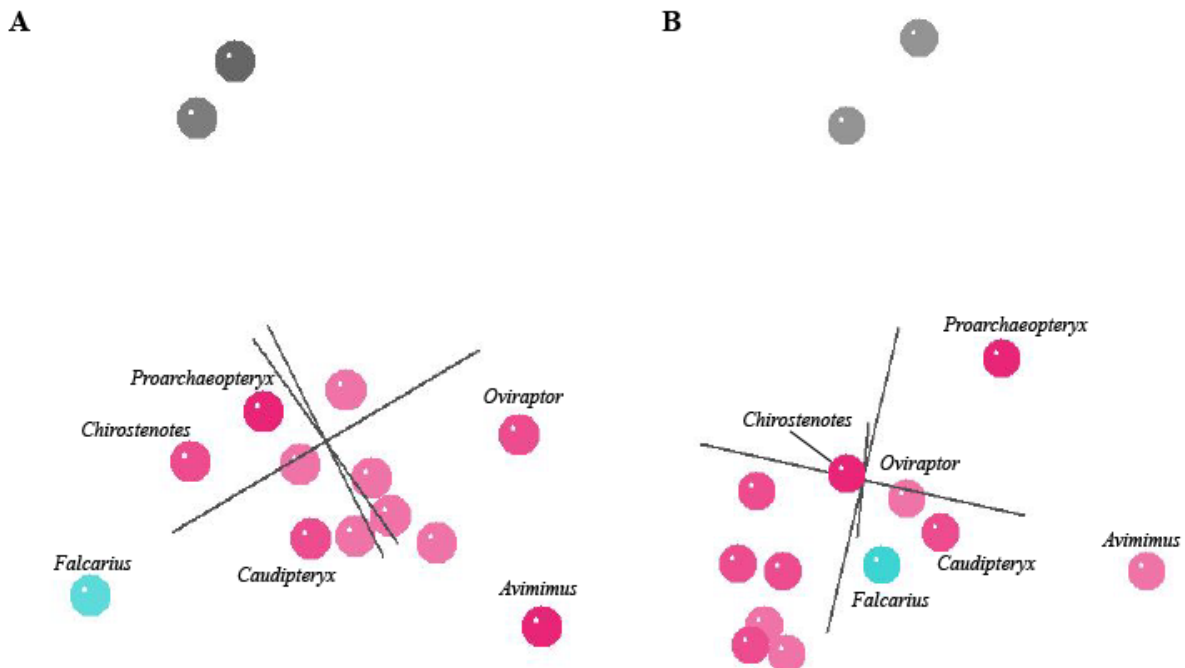 A
B
Proarchaeopteryx
Chirostenotes
Oviraptor
Falcarius
Caudipteryx
Avimimus
Proarchaeopteryx
Chirostenotes
Oviraptor
Caudipteryx
Avimimus
Falcarius